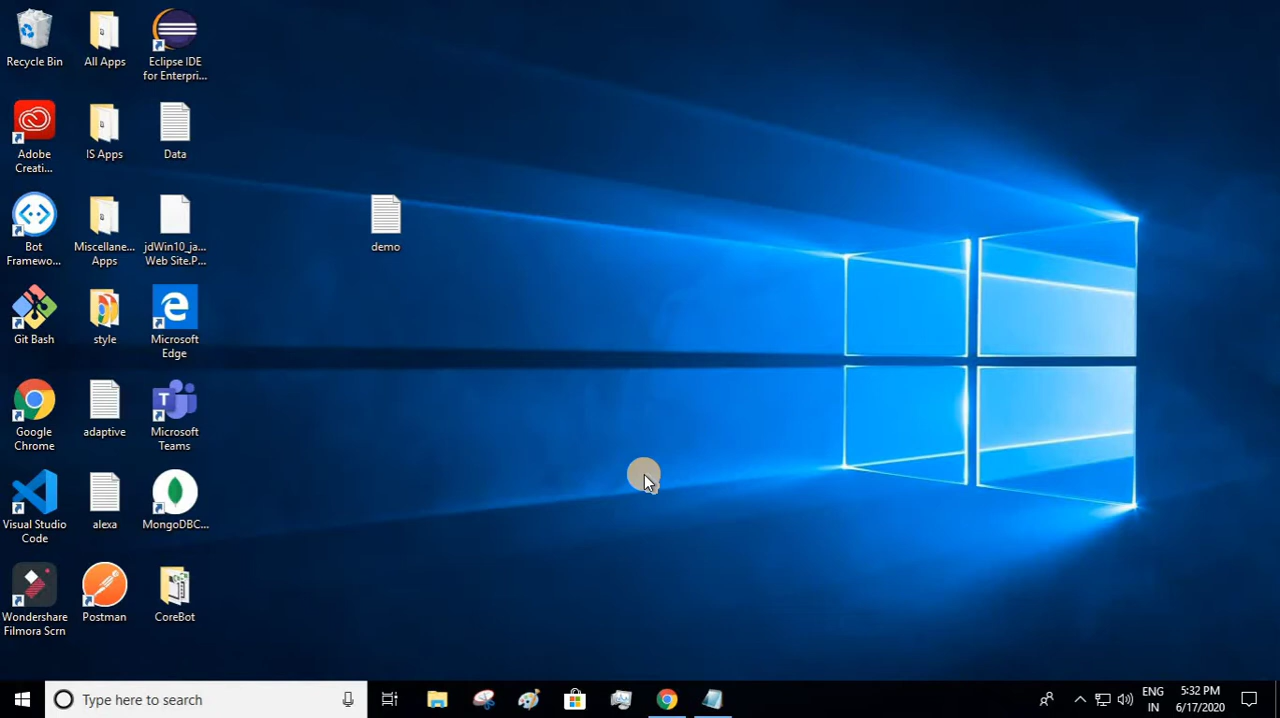 Recycle Bin
All Apps
Eclipse IDE
for Enterpri...
Adobe
Creati...
IS Apps
Data
Bot
Framewo...
Miscellane...
Apps
jdWin10_ja...
Web Site.P...
demo
Git Bash
style
Microsoft
Edge
Google
Chrome
adaptive
Microsoft
Teams
Visual Studio
Code
alexa
MongoDBC...
Wondershare
Filmora Scrn
Postman
CoreBot
Type here to search
ENG
IN
5:32 PM
6/17/2020